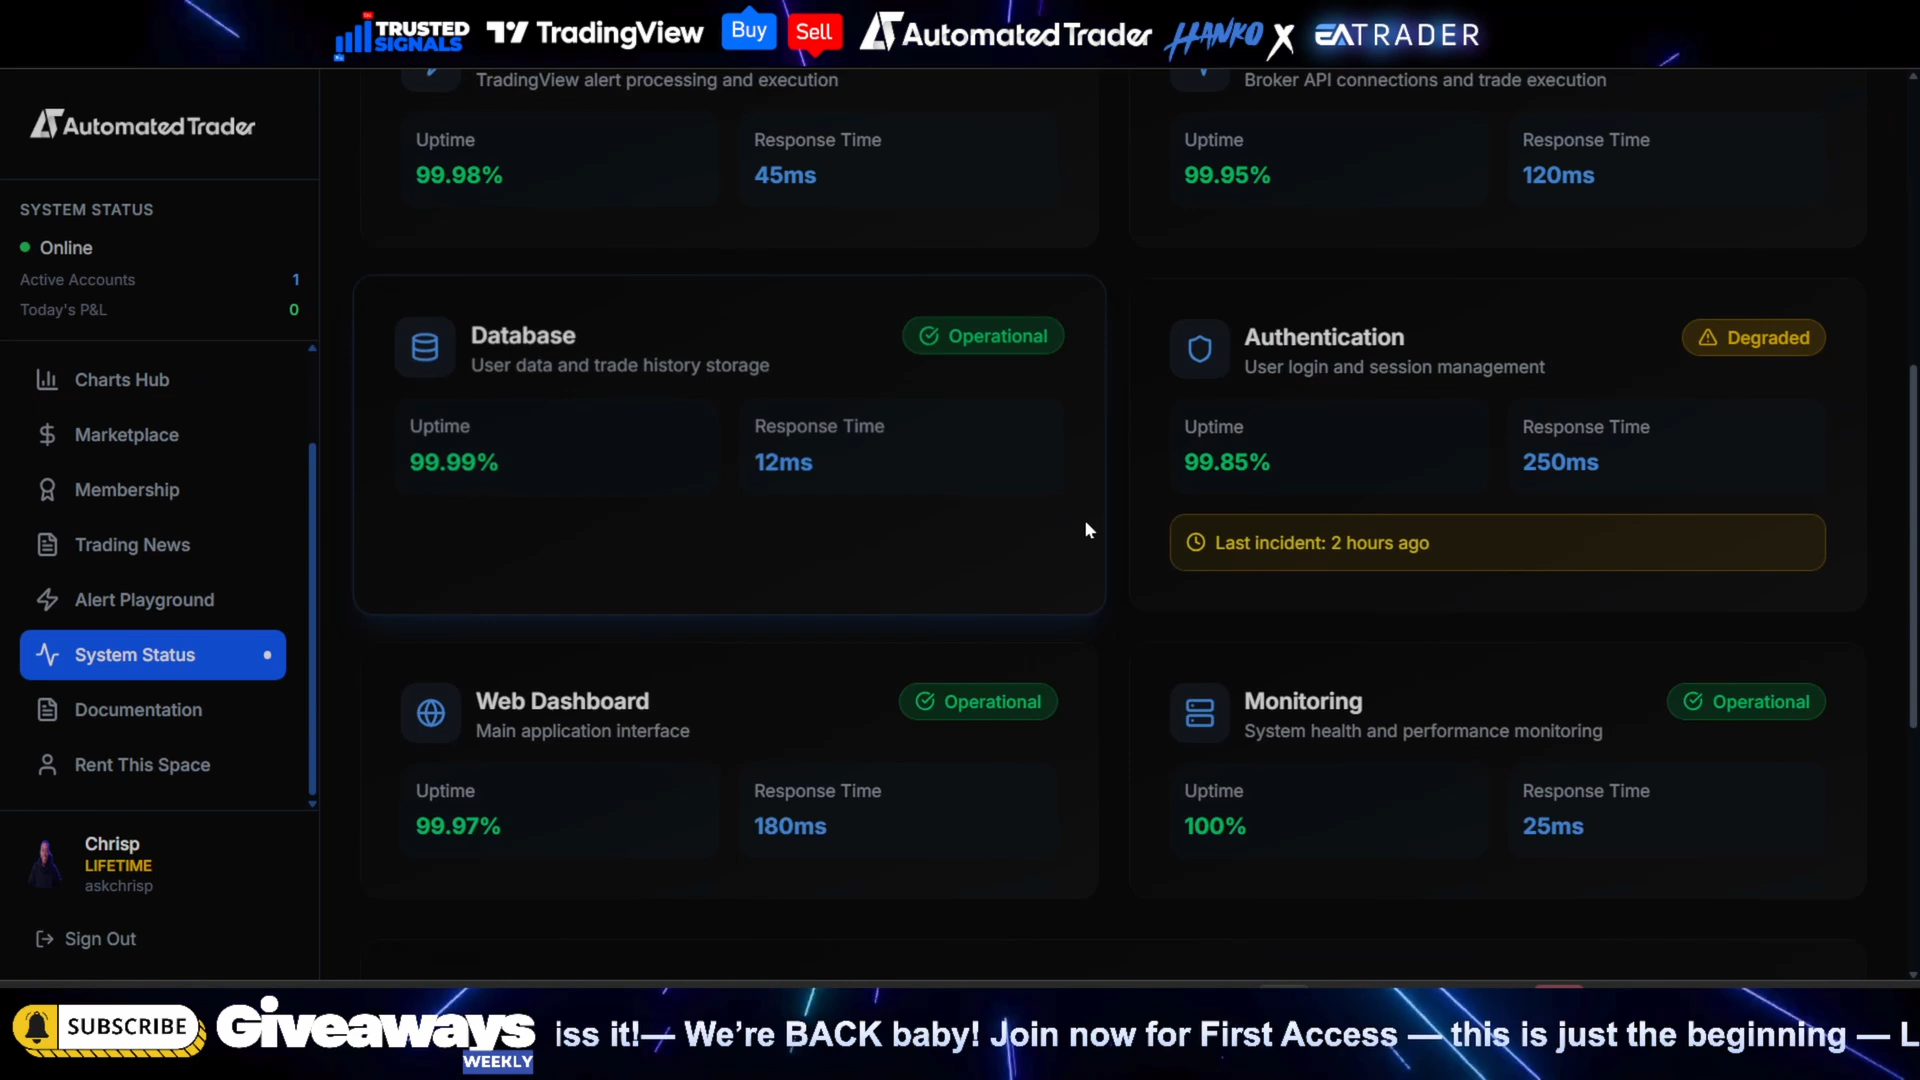 TRUSTED
SIGNALS
TradingView
Buy
Sell
Automated Trader
HANKO X
EATRADER
Automated Trader
SYSTEM STATUS
Online
Active Accounts 1
Today's P&L 0
Charts Hub
Marketplace
Membership
Trading News
Alert Playground
System Status
Documentation
Rent This Space
Chrisp
LIFETIME
askchrisp
Sign Out
TradingView alert processing and execution
Uptime
99.98%
Response Time
45ms
Broker API connections and trade execution
Uptime
99.95%
Response Time
120ms
Database
User data and trade history storage
Operational
Uptime
99.99%
Response Time
12ms
Authentication
User login and session management
Degraded
Uptime
99.85%
Response Time
250ms
Last incident: 2 hours ago
Web Dashboard
Main application interface
Operational
Uptime
99.97%
Response Time
180ms
Monitoring
System health and performance monitoring
Operational
Uptime
100%
Response Time
25ms
SUBSCRIBE
Giveaways
WEEKLY
iss it!— We're BACK baby! Join now for First Access — this is just the beginning — L